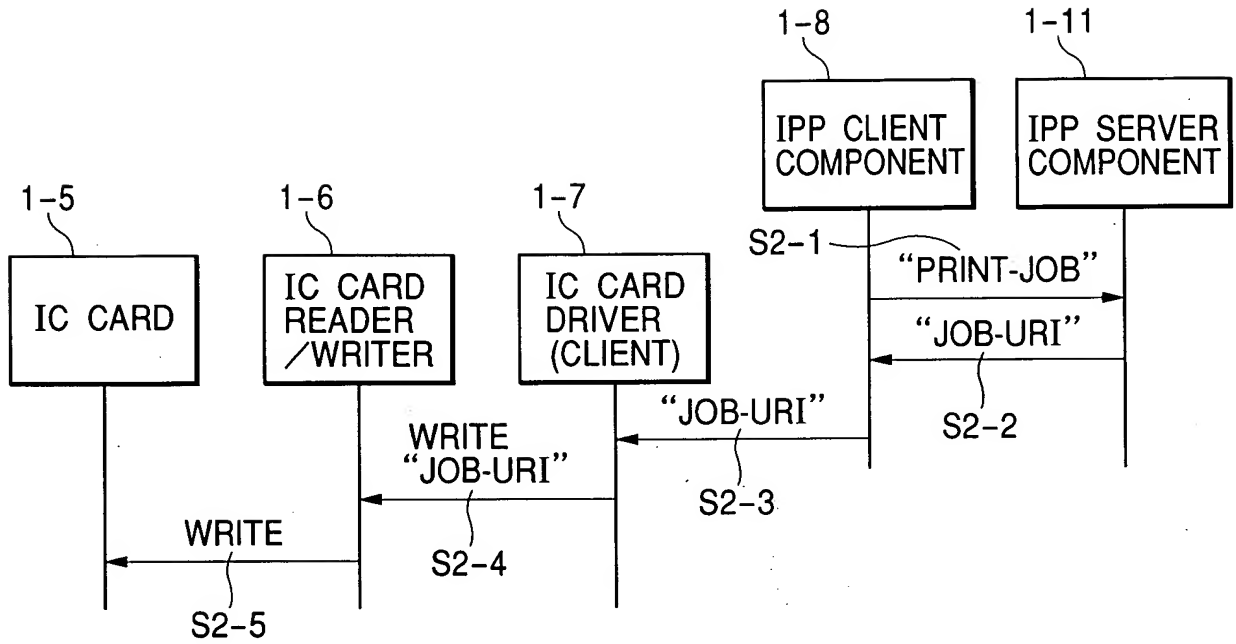 1-8
1-11
IPP CLIENT
COMPONENT
IPP SERVER
COMPONENT
1-5
1-6
1-7
IC CARD
IC CARD
READER
/WRITER
IC CARD
DRIVER
(CLIENT)
S2-1
“PRINT-JOB”
“JOB-URI”
S2-2
“JOB-URI”
S2-3
WRITE
“JOB-URI”
S2-4
WRITE
S2-5